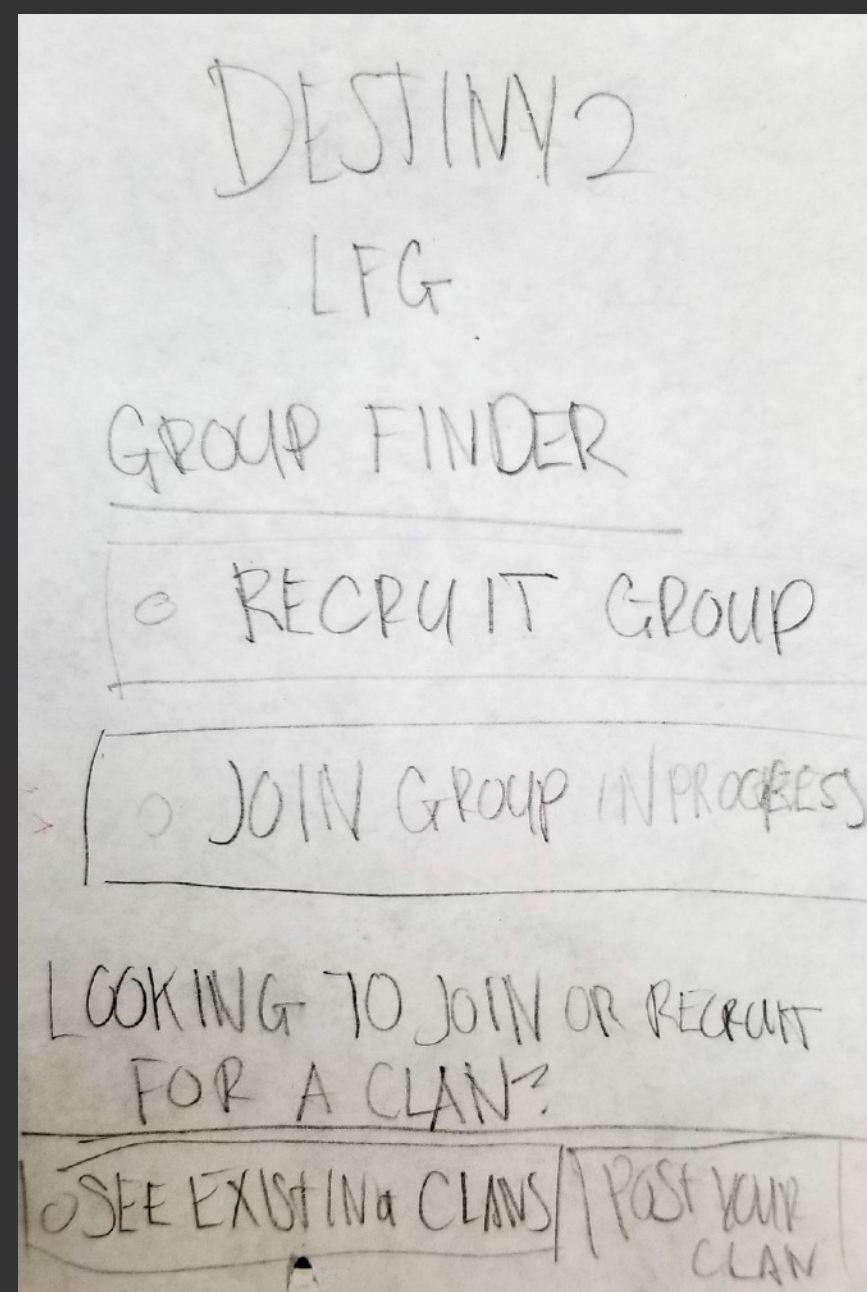 DESTINY 2
LFG
GROUP FINDER
RECRUIT GROUP
JOIN GROUP IN PROGRESS
LOOKING TO JOIN OR RECRUIT
FOR A CLAN?
SEE EXISTING CLANS
POST YOUR
CLAN